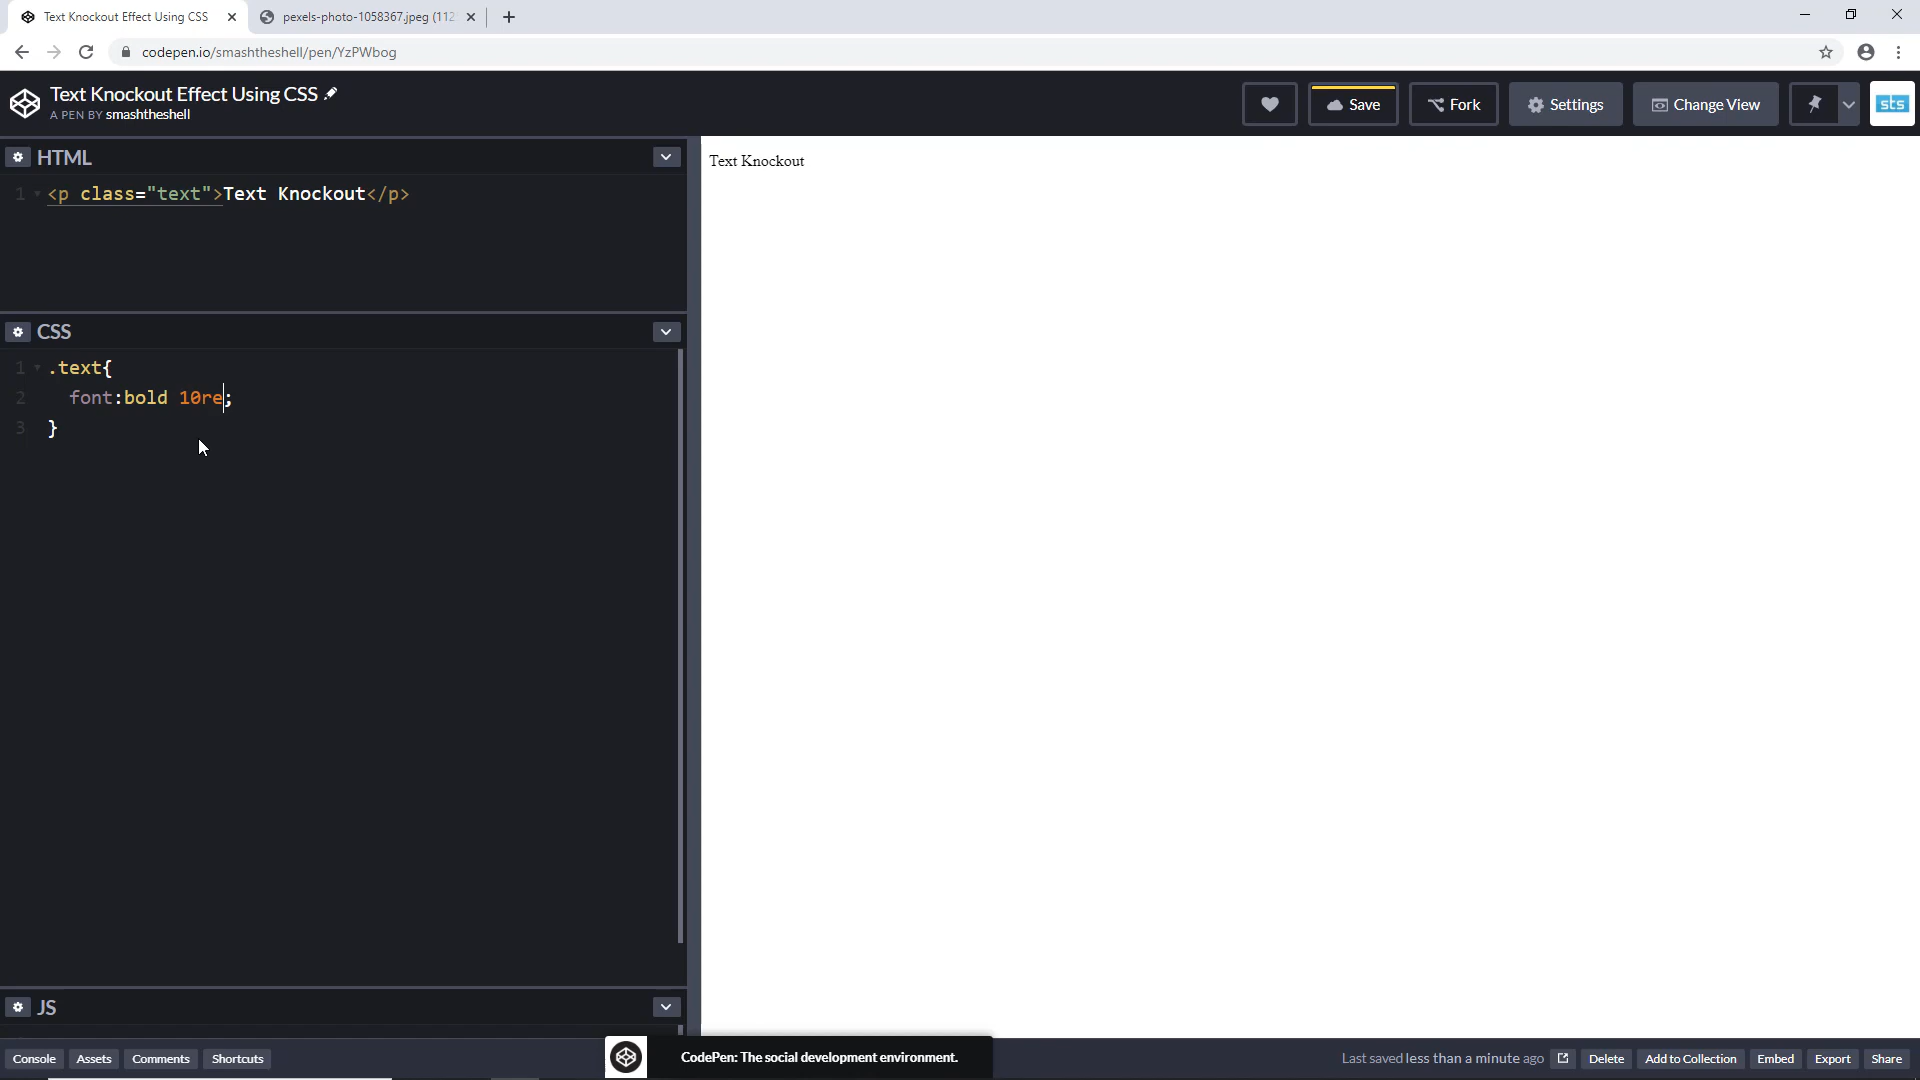 Text Knockout Effect Using CSS
pexels-photo-1058367.jpeg (112
codepen.io/smashtheshell/pen/YzPWbog
Text Knockout Effect Using CSS
A PEN BY smashtheshell
Save
Fork
Settings
Change View
sts
HTML
1 <p class="text">Text Knockout</p>
CSS
1 .text{
2 font:bold 10re;
3 }
JS
Text Knockout
Console
Assets
Comments
Shortcuts
CodePen: The social development environment.
Last saved less than a minute ago
Delete
Add to Collection
Embed
Export
Share